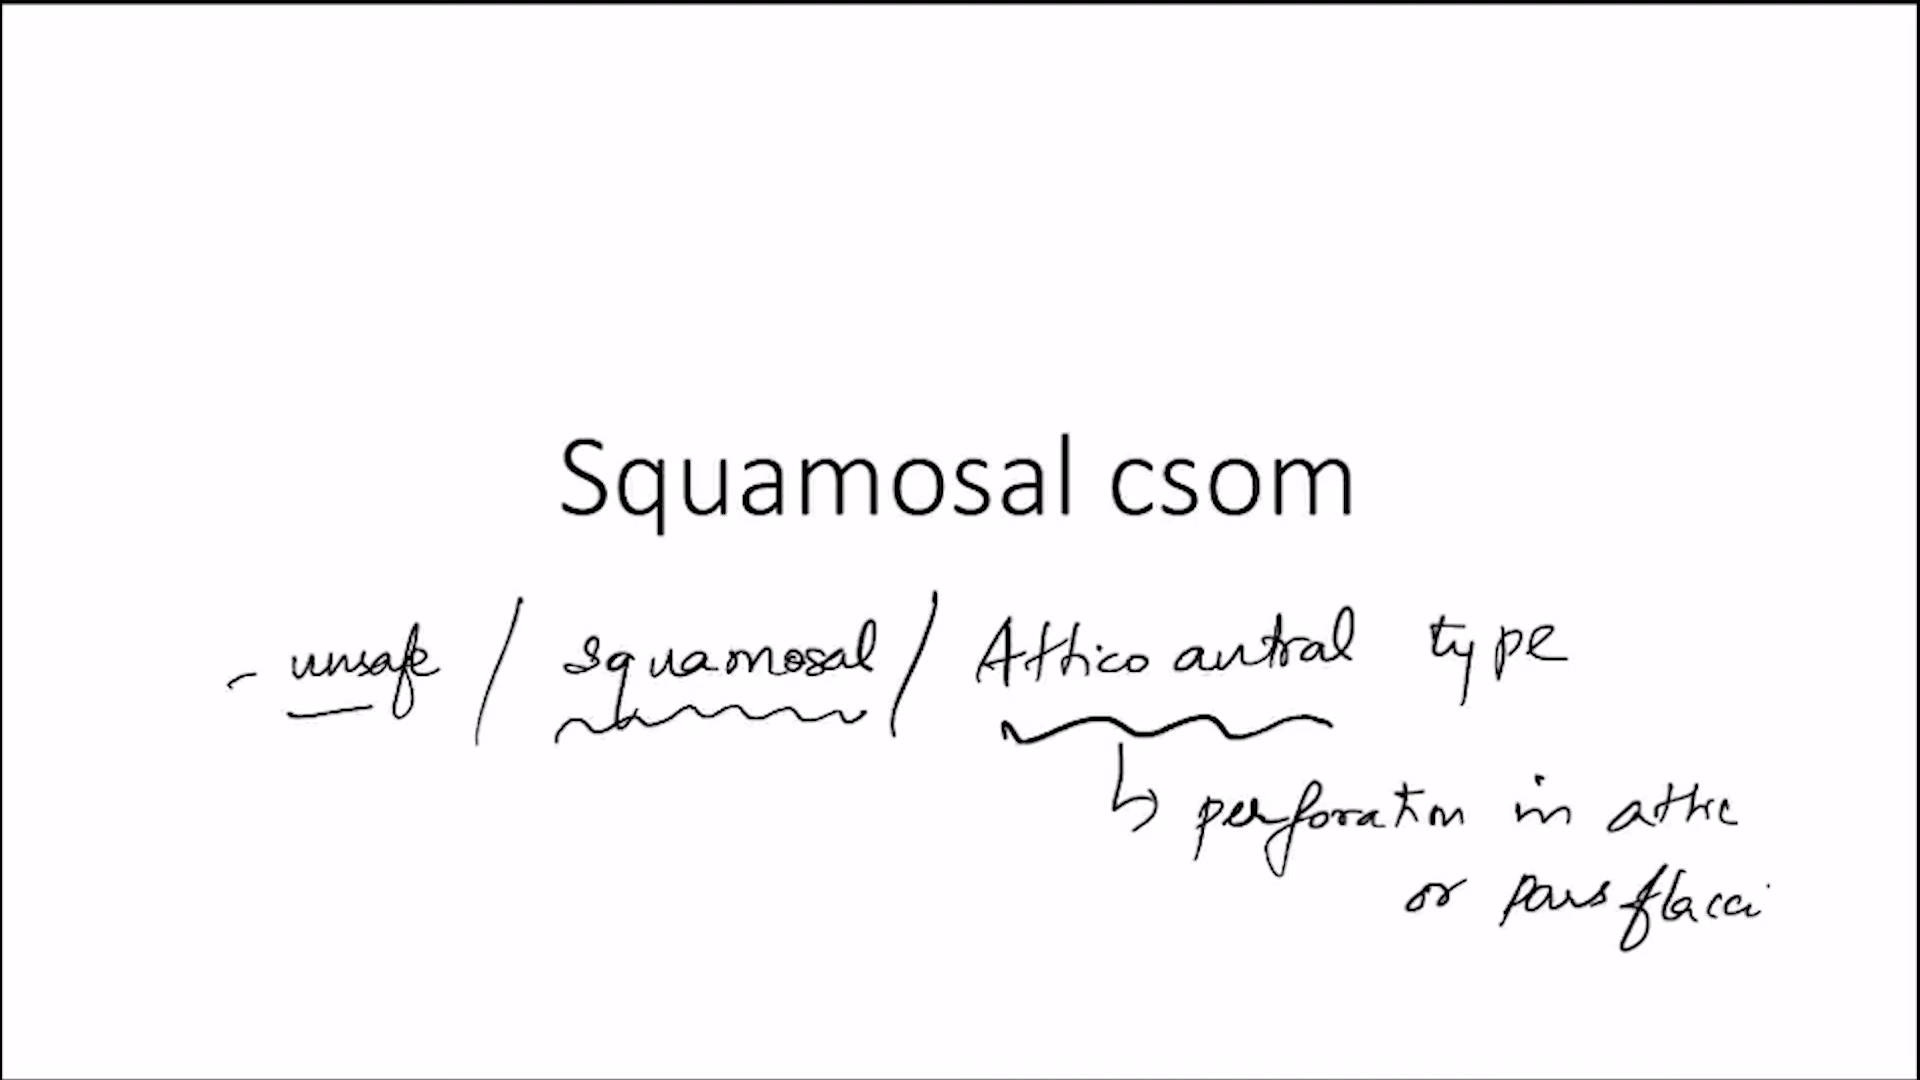 Squamosal csom
- unsafe / squamosal / Attico antral type
↳ perforation in attic
or pars flacci